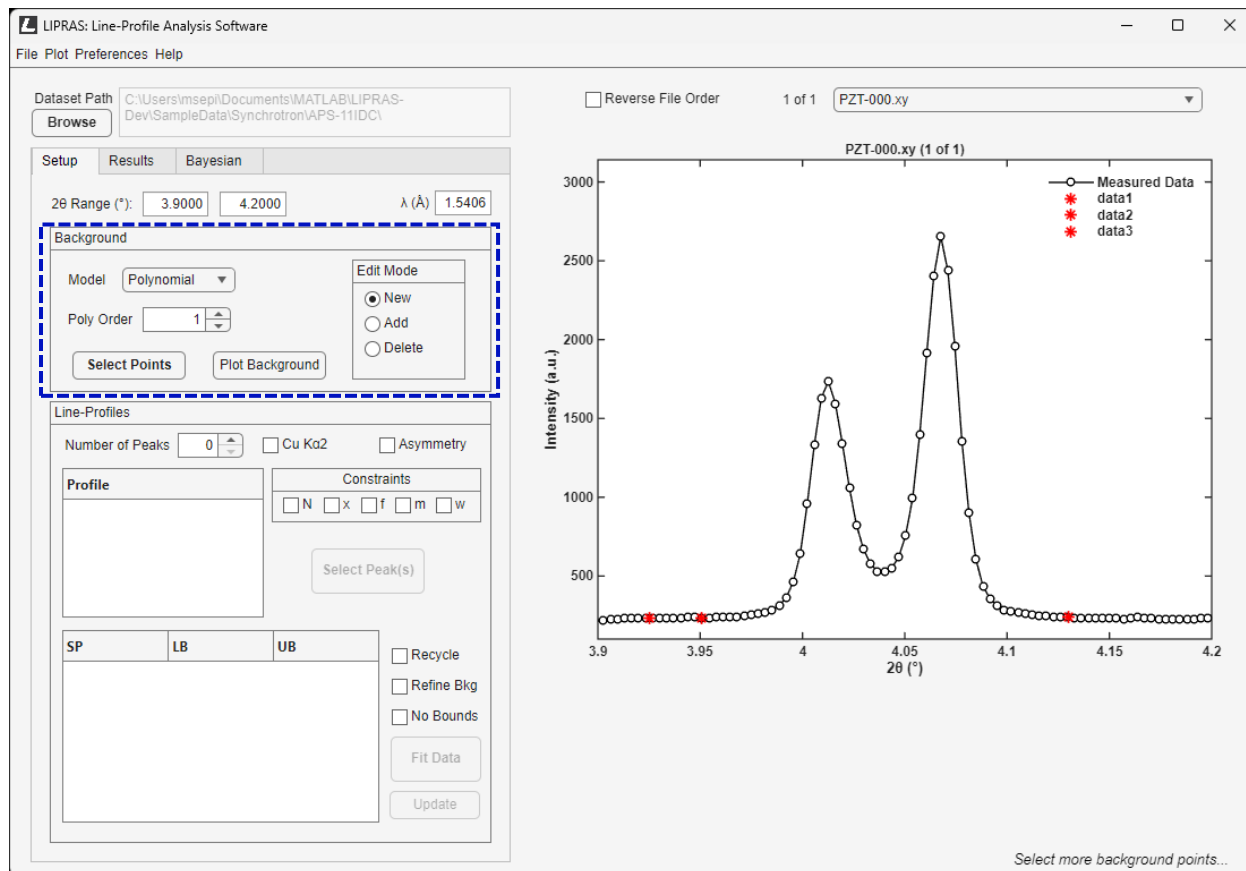 LIPRAS: Line-Profile Analysis Software
File Plot Preferences Help
Dataset Path
C:\Users\msepi\Documents\MATLAB\LIPRAS-
Dev\SampleData\Synchrotron\APS-11IDC\
Browse
Reverse File Order
1 of 1
PZT-000.xy
Setup Results Bayesian
2θ Range (°): 3.9000 4.2000 λ (Å) 1.5406
Background
Model Polynomial
Poly Order 1
Select Points Plot Background
Edit Mode
New
Add
Delete
Line-Profiles
Number of Peaks 0 Cu Kα2 Asymmetry
Profile
Constraints
N x f m w
Select Peak(s)
SP LB UB
Recycle
Refine Bkg
No Bounds
Fit Data
Update
PZT-000.xy (1 of 1)
Measured Data
data1
data2
data3
Intensity (a.u.)
3000
2500
2000
1500
1000
500
3.9 3.95 4 4.05 4.1 4.15 4.2
2θ (°)
Select more background points...